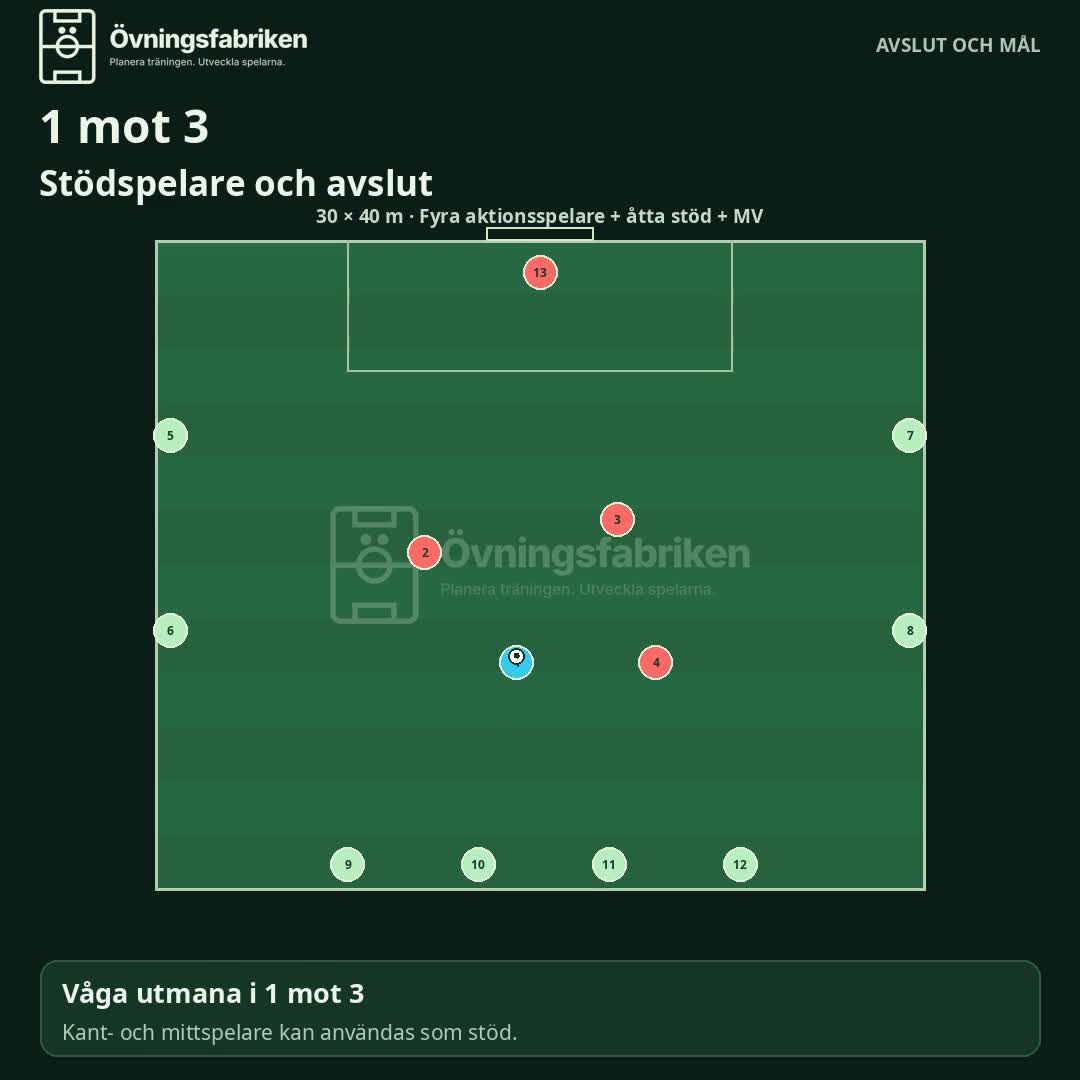 Övningsfabriken
Planera träningen. Utveckla spelarna.
AVSLUT OCH MÅL
1 mot 3
Stödspelare och avslut
30 × 40 m · Fyra aktionsspelare + åtta stöd + MV
13
5
7
3
2
Övningsfabriken
Planera träningen. Utveckla spelarna.
6
8
4
9
10
11
12
Våga utmana i 1 mot 3
Kant- och mittspelare kan användas som stöd.